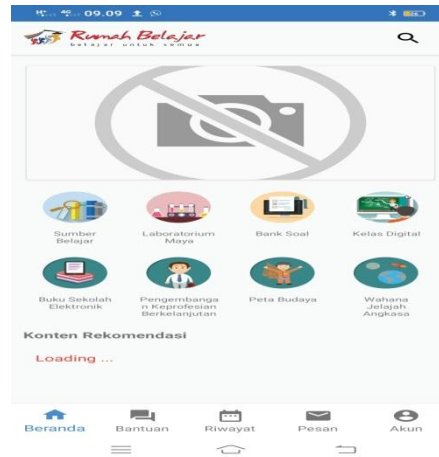 09.09
Rumah Belajar
belajar untuk semua
Sumber
Belajar
Laboratorium
Maya
Bank Soal
Kelas Digital
Buku Sekolah
Elektronik
Pengembanga
n Keprofesian
Berkelanjutan
Peta Budaya
Wahana
Jelajah
Angkasa
Konten Rekomendasi
Loading ...
Beranda
Bantuan
Riwayat
Pesan
Akun